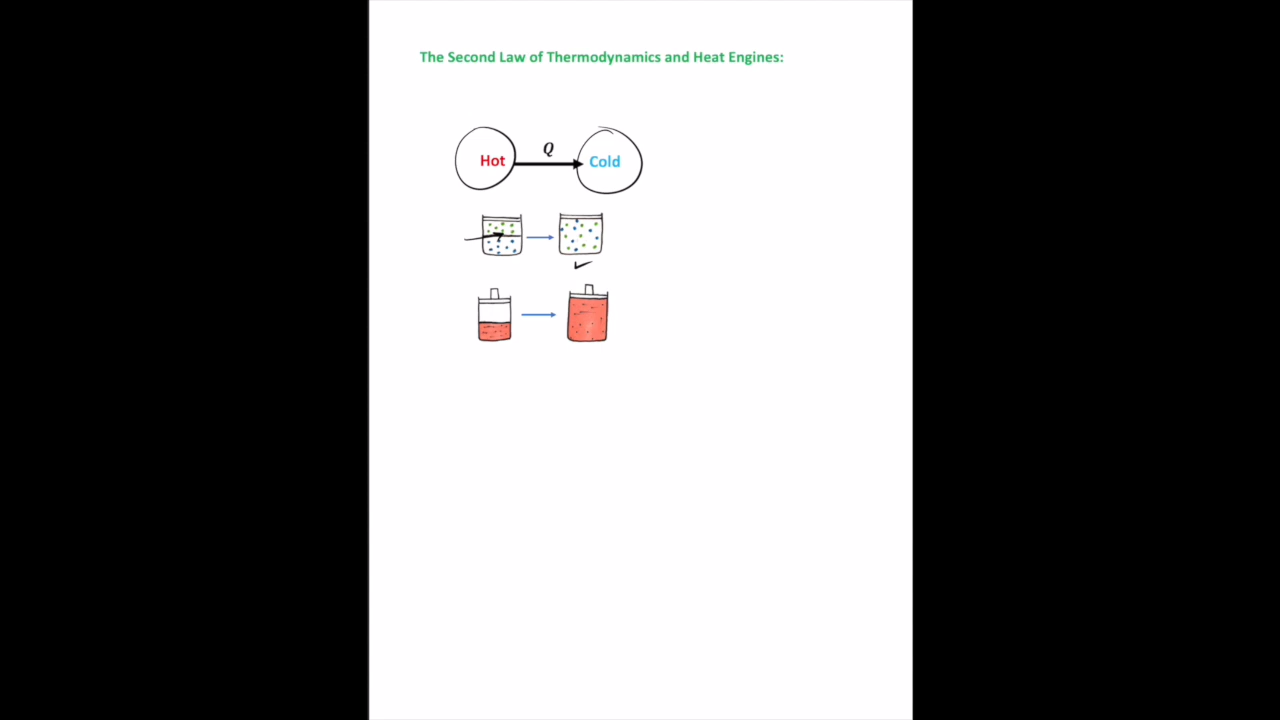 The Second Law of Thermodynamics and Heat Engines:
Q
Hot
Cold